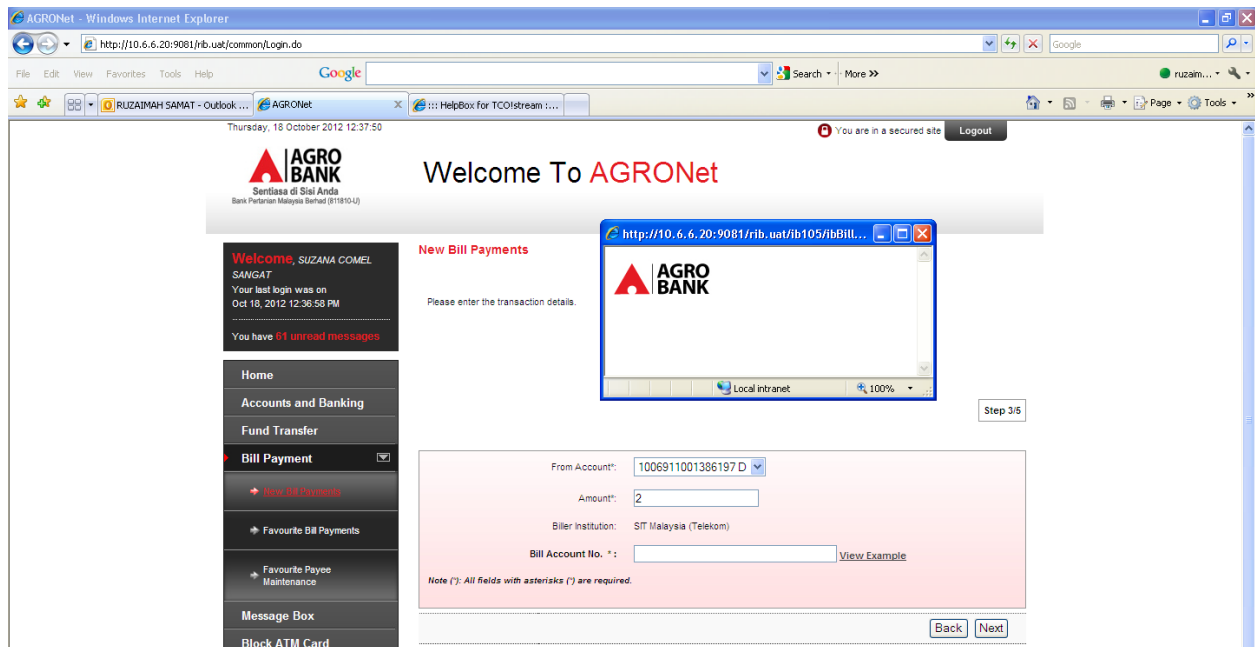 AGRONet - Windows Internet Explorer
http://10.6.6.20:9081/rib.uat/common/Login.do
Google
File Edit View Favorites Tools Help
Google
Search
More >>
ruzaim...
RUZAIMAH SAMAT - Outlook ...
AGRONet
::: HelpBox for TCO!stream :...
Page
Tools
Thursday, 18 October 2012 12:37:50
You are in a secured site
Logout
AGRO
BANK
Sentiasa di Sisi Anda
Bank Pertanian Malaysia Berhad (811810-U)
Welcome To AGRONet
http://10.6.6.20:9081/rib.uat/ib105/ibBill...
AGRO
BANK
Local intranet
100%
Welcome, SUZANA COMEL
SANGAT
Your last login was on
Oct 18, 2012 12:36:58 PM
You have 61 unread messages
New Bill Payments
Please enter the transaction details.
Step 3/5
Home
Accounts and Banking
Fund Transfer
Bill Payment
New Bill Payments
Favourite Bill Payments
Favourite Payee
Maintenance
Message Box
Block ATM Card
From Account*:
1006911001386197 D
Amount*:
2
Biller Institution:
SIT Malaysia (Telekom)
Bill Account No. *:
View Example
Note (*): All fields with asterisks (*) are required.
Back
Next